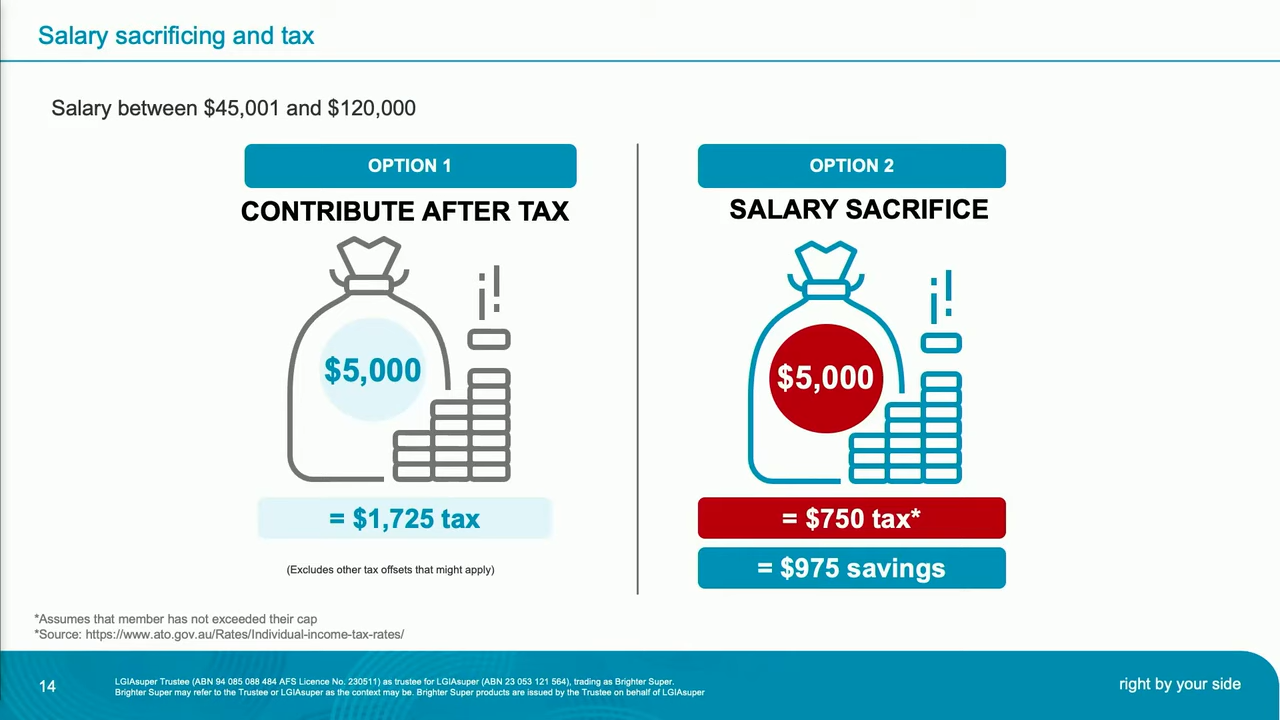 Salary sacrificing and tax
Salary between $45,001 and $120,000
OPTION 1
CONTRIBUTE AFTER TAX
$5,000
= $1,725 tax
(Excludes other tax offsets that might apply)
OPTION 2
SALARY SACRIFICE
$5,000
= $750 tax*
= $975 savings
*Assumes that member has not exceeded their cap
*Source: https://www.ato.gov.au/Rates/Individual-income-tax-rates/
14
LGIAsuper Trustee (ABN 94 085 088 484 AFS Licence No. 230511) as trustee for LGIAsuper (ABN 23 053 121 564), trading as Brighter Super.
Brighter Super may refer to the Trustee or LGIAsuper as the context may be. Brighter Super products are issued by the Trustee on behalf of LGIAsuper
right by your side